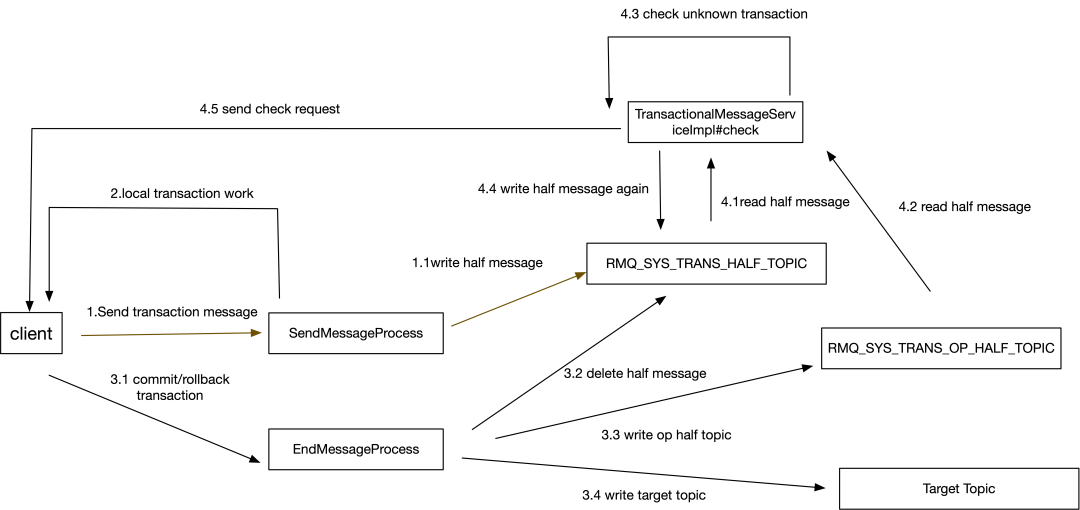 4.3 check unknown transaction
4.5 send check request
TransactionalMessageServ
iceImpl#check
2.local transaction work
4.4 write half message again
4.1read half message
4.2 read half message
1.1write half message
RMQ_SYS_TRANS_HALF_TOPIC
1.Send transaction message
client
SendMessageProcess
RMQ_SYS_TRANS_OP_HALF_TOPIC
3.1 commit/rollback
transaction
3.2 delete half message
3.3 write op half topic
EndMessageProcess
3.4 write target topic
Target Topic